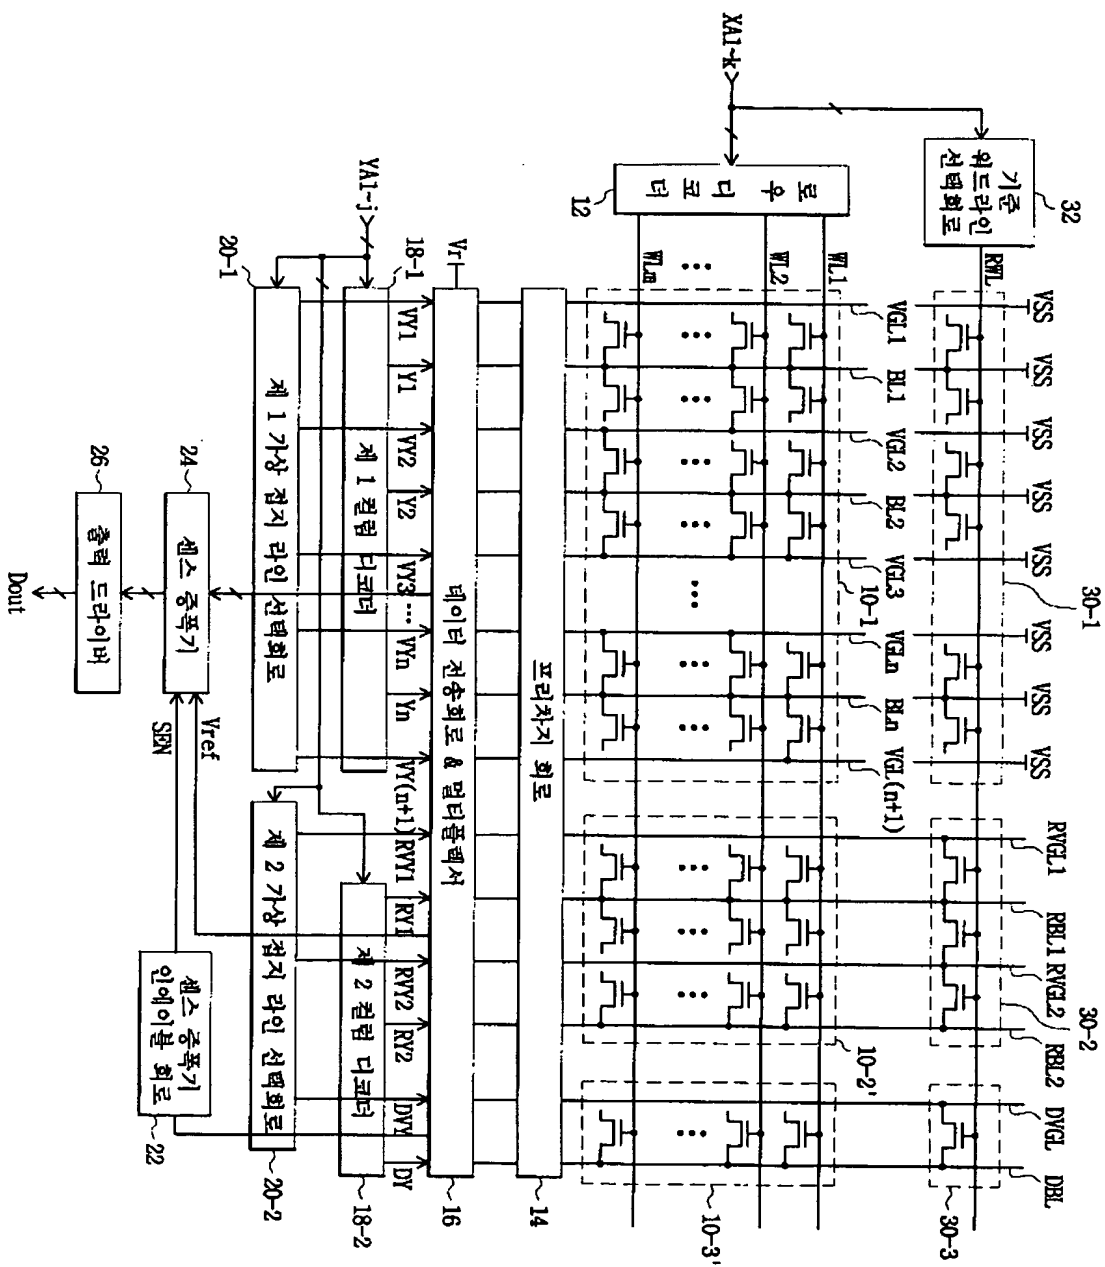 XA1~k
기준
워드라인
선택회로
32
RWL
로우 디코더
12
WL1
WL2
WLm
VSS
VSS
VSS
VSS
VSS
VSS
VSS
VSS
30-1
VGL1
BL1
VGL2
BL2
VGL3
VGLn
BLn
VGL(n+1)
10-1
RVGL1
RBL1
RVGL2
RBL2
30-2
10-2'
DVGL
DBL
30-3
10-3'
프리차지 회로
14
Vr
데이터 전송회로 & 멀티플렉서
16
YA1~j
VY1
Y1
VY2
Y2
VY3
VYn
Yn
VY(n+1)
RVY1
RY1
RVY2
RY2
DVY
DY
18-1
제 1 컬럼 디코더
제 2 컬럼 디코더
18-2
20-1
제 1 가상 접지 라인 선택회로
제 2 가상 접지 라인 선택회로
20-2
24
센스 증폭기
Vref
SEN
센스 증폭기
인에이블 회로
22
26
출력 드라이버
Dout